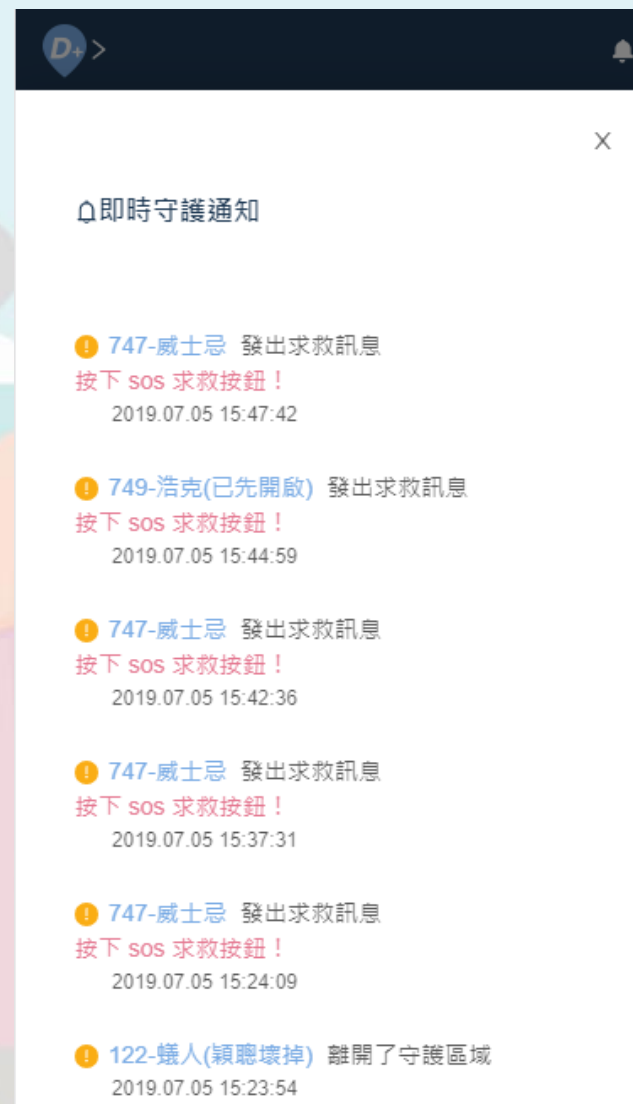 D+ >
X
即時守護通知
747-威士忌 發出求救訊息
按下 sos 求救按鈕！
2019.07.05 15:47:42
749-浩克(已先開啟) 發出求救訊息
按下 sos 求救按鈕！
2019.07.05 15:44:59
747-威士忌 發出求救訊息
按下 sos 求救按鈕！
2019.07.05 15:42:36
747-威士忌 發出求救訊息
按下 sos 求救按鈕！
2019.07.05 15:37:31
747-威士忌 發出求救訊息
按下 sos 求救按鈕！
2019.07.05 15:24:09
122-蟻人(穎聰壞掉) 離開了守護區域
2019.07.05 15:23:54